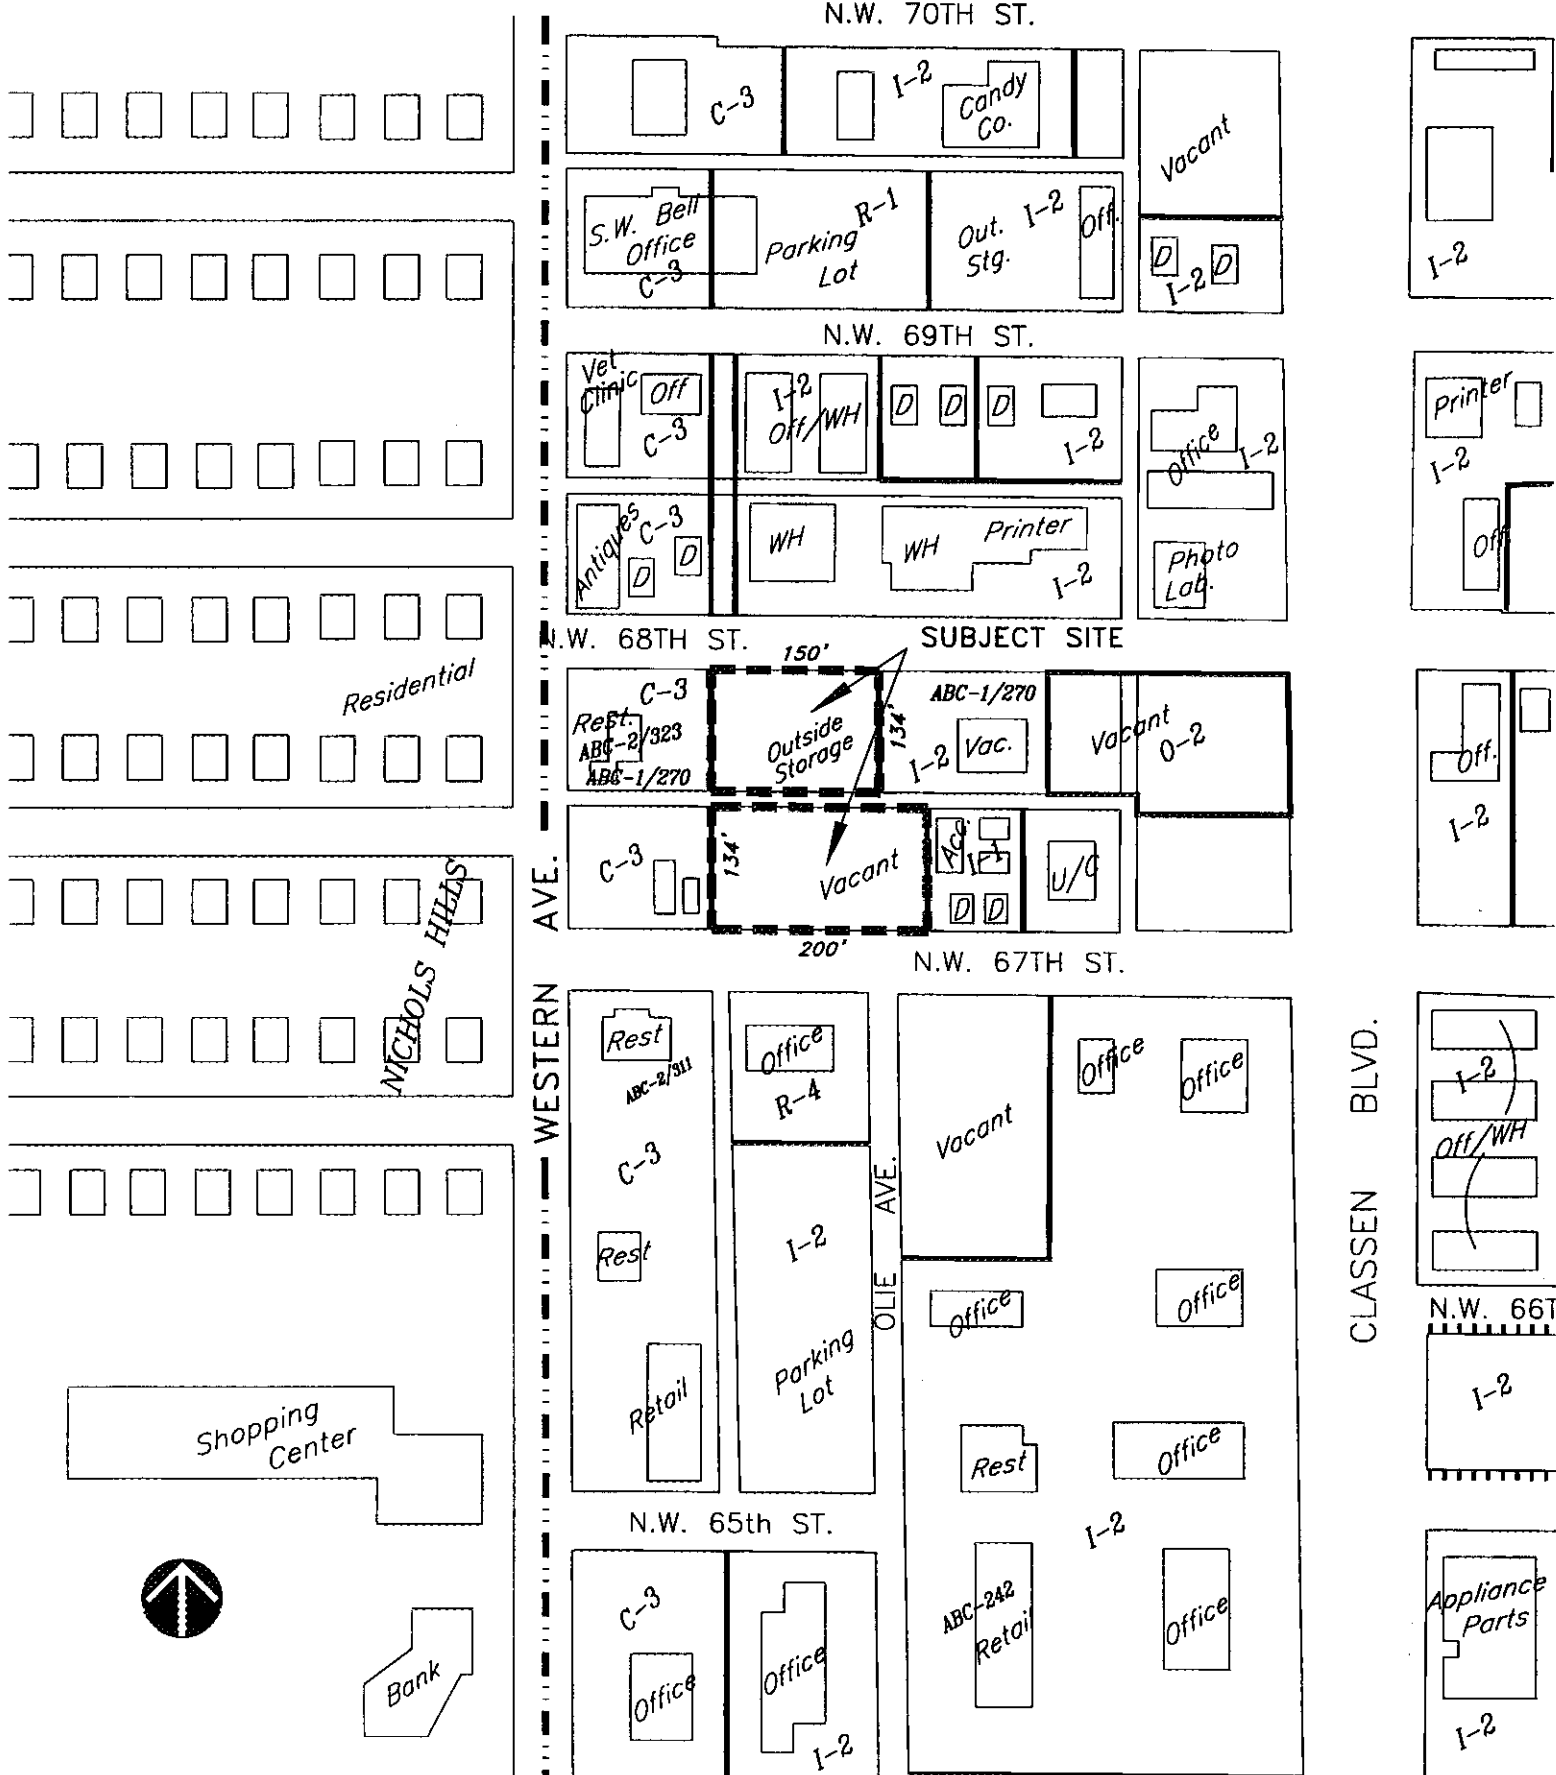 N.W. 70TH ST.
C-3
I-2
Candy
Co.
Vacant
S.W. Bell
Office
C-3
Parking
Lot
R-1
Out.
Stg.
I-2
Off.
D
D
I-2
I-2
N.W. 69TH ST.
Vet
Clinic
Off
C-3
I-2
Off/WH
D
D
D
I-2
Office
I-2
Printer
I-2
Antiques
C-3
D
D
WH
WH
Printer
I-2
Photo
Lab.
Off
N.W. 68TH ST.
SUBJECT SITE
150'
Residential
C-3
Rest.
ABC-2/323
ABC-1/270
Outside
Storage
134'
ABC-1/270
I-2
Vac.
Vacant
O-2
Off.
I-2
C-3
134'
Vacant
200'
Acc.
I-1
D
D
U/C
N.W. 67TH ST.
NICHOLS HILLS
WESTERN AVE.
Rest
ABC-2/311
C-3
Rest
Retail
Office
R-4
I-2
Parking
Lot
OLIE AVE.
Vacant
Office
Office
Office
Office
Rest
Office
I-2
ABC-242
Retail
Office
CLASSEN BLVD.
I-2
Off/WH
N.W. 66T
I-2
Shopping
Center
N.W. 65th ST.
C-3
Office
Office
I-2
Bank
Appliance
Parts
I-2